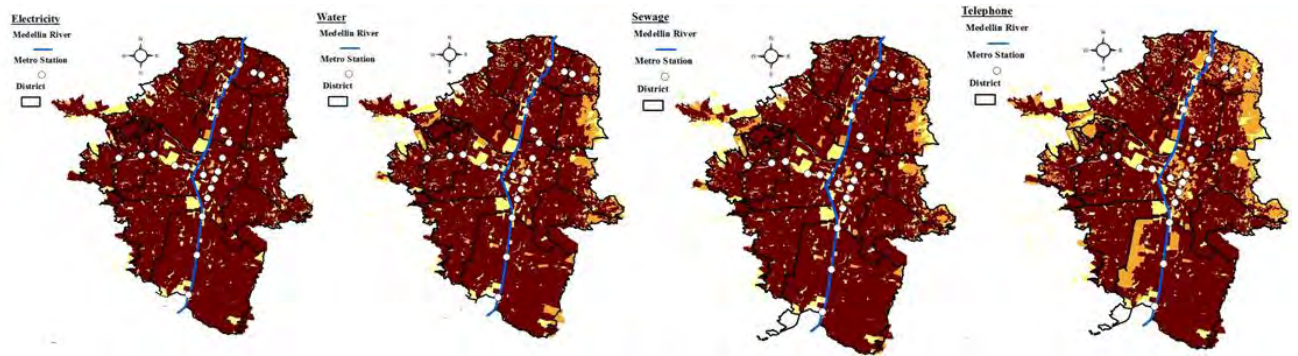 Electricity
Medellin River
Metro Station
District
Water
Medellin River
Metro Station
District
Sewage
Medellin River
Metro Station
District
Telephone
Medellin River
Metro Station
District